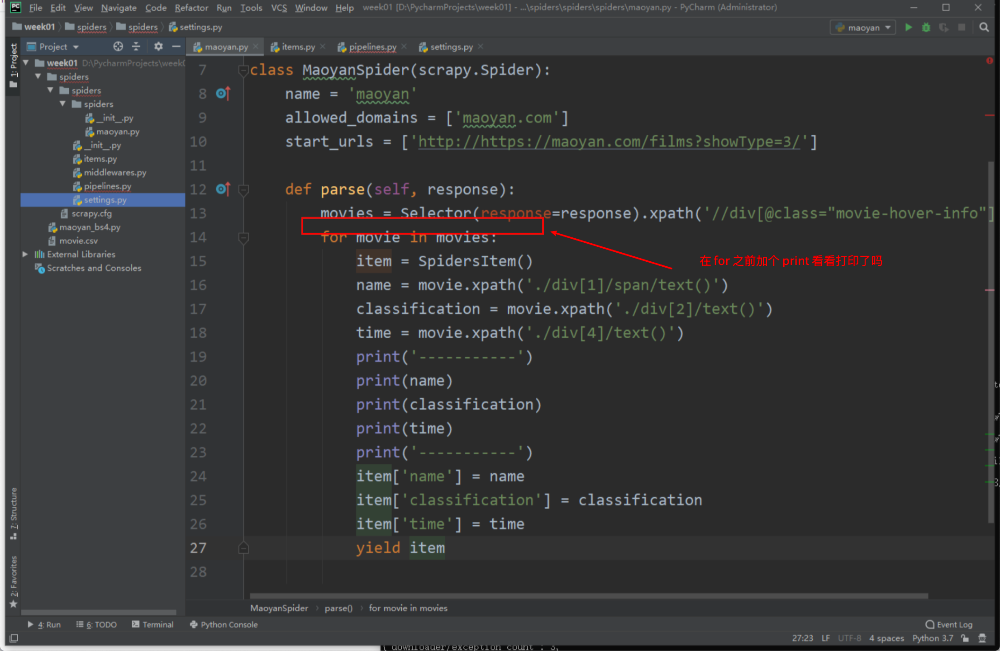 PC File Edit View Navigate Code Refactor Run Tools VCS Window Help week01 [D:\PycharmProjects\week01] - ...\spiders\spiders\spiders\maoyan.py - PyCharm (Administrator)
week01 spiders spiders settings.py maoyan
Project maoyan.py items.py pipelines.py settings.py
1: Project
week01 D:\PycharmProjects\week0
spiders
spiders
spiders
__init__.py
maoyan.py
__init__.py
items.py
middlewares.py
pipelines.py
settings.py
scrapy.cfg
maoyan_bs4.py
movie.csv
External Libraries
Scratches and Consoles
7: Structure
2: Favorites
7 class MaoyanSpider(scrapy.Spider):
8 name = 'maoyan'
9 allowed_domains = ['maoyan.com']
10 start_urls = ['http://https://maoyan.com/films?showType=3/']
11
12 def parse(self, response):
13 movies = Selector(response=response).xpath('//div[@class="movie-hover-info"]
14 for movie in movies:
15 item = SpidersItem()
在 for 之前加个 print 看看打印了吗
16 name = movie.xpath('./div[1]/span/text()')
17 classification = movie.xpath('./div[2]/text()')
18 time = movie.xpath('./div[4]/text()')
19 print('-----------')
20 print(name)
21 print(classification)
22 print(time)
23 print('-----------')
24 item['name'] = name
25 item['classification'] = classification
26 item['time'] = time
27 yield item
28
MaoyanSpider parse() for movie in movies
4: Run 6: TODO Terminal Python Console Event Log
27:23 LF UTF-8 4 spaces Python 3.7
'downloader/exception count': 3,